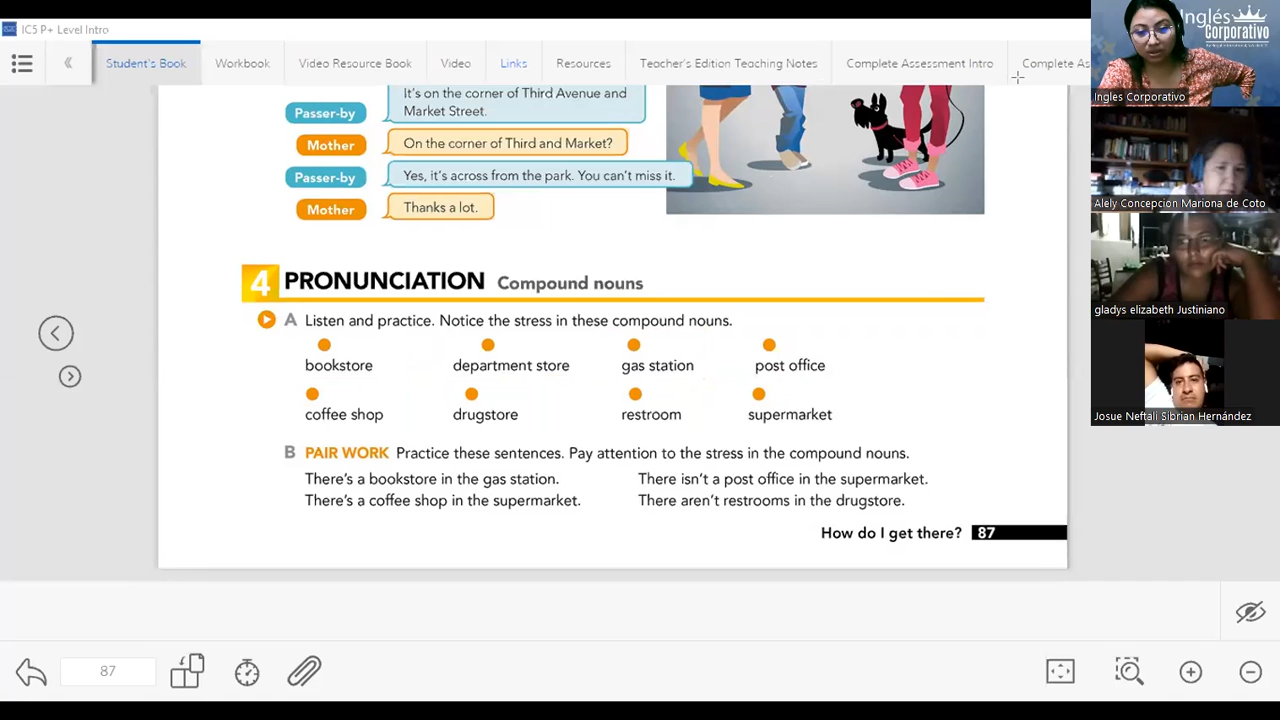 IC5 P+ Level Intro
Student's Book
Workbook
Video Resource Book
Video
Links
Resources
Teacher's Edition Teaching Notes
Complete Assessment Intro
Complete As
Inglés
Corporativo
Ingles Corporativo
Alely Concepcion Mariona de Coto
gladys elizabeth Justiniano
Josue Neftali Sibrian Hernández
Passer-by
It's on the corner of Third Avenue and
Market Street.
Mother
On the corner of Third and Market?
Passer-by
Yes, it's across from the park. You can't miss it.
Mother
Thanks a lot.
4 PRONUNCIATION Compound nouns
A Listen and practice. Notice the stress in these compound nouns.
bookstore department store gas station post office
coffee shop drugstore restroom supermarket
B PAIR WORK Practice these sentences. Pay attention to the stress in the compound nouns.
There's a bookstore in the gas station. There isn't a post office in the supermarket.
There's a coffee shop in the supermarket. There aren't restrooms in the drugstore.
How do I get there? 87
87